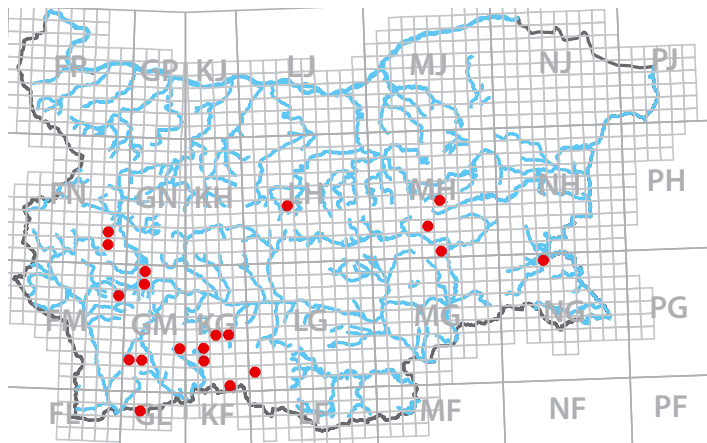 FP GP KJ LJ MJ NJ PJ
FN GN KH LH MH NH PH
FM GM KG LG MG NG PG
FL GL KF LF MF NF PF